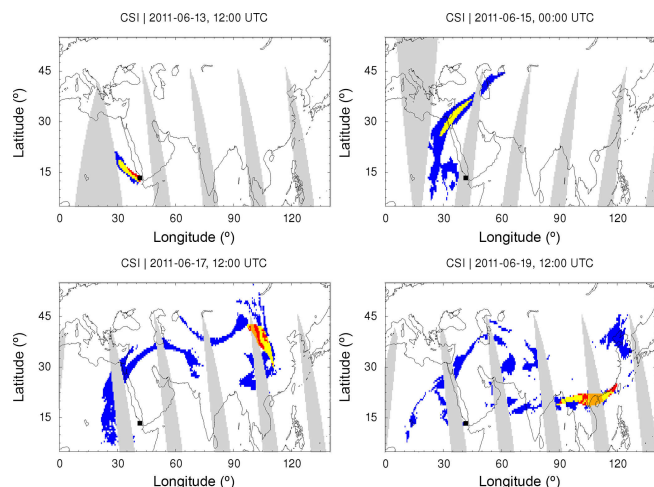 CSI | 2011-06-13, 12:00 UTC
Latitude (º)
45
30
15
0 30 60 90 120
Longitude (º)
CSI | 2011-06-15, 00:00 UTC
Latitude (º)
45
30
15
0 30 60 90 120
Longitude (º)
CSI | 2011-06-17, 12:00 UTC
Latitude (º)
45
30
15
0 30 60 90 120
Longitude (º)
CSI | 2011-06-19, 12:00 UTC
Latitude (º)
45
30
15
0 30 60 90 120
Longitude (º)